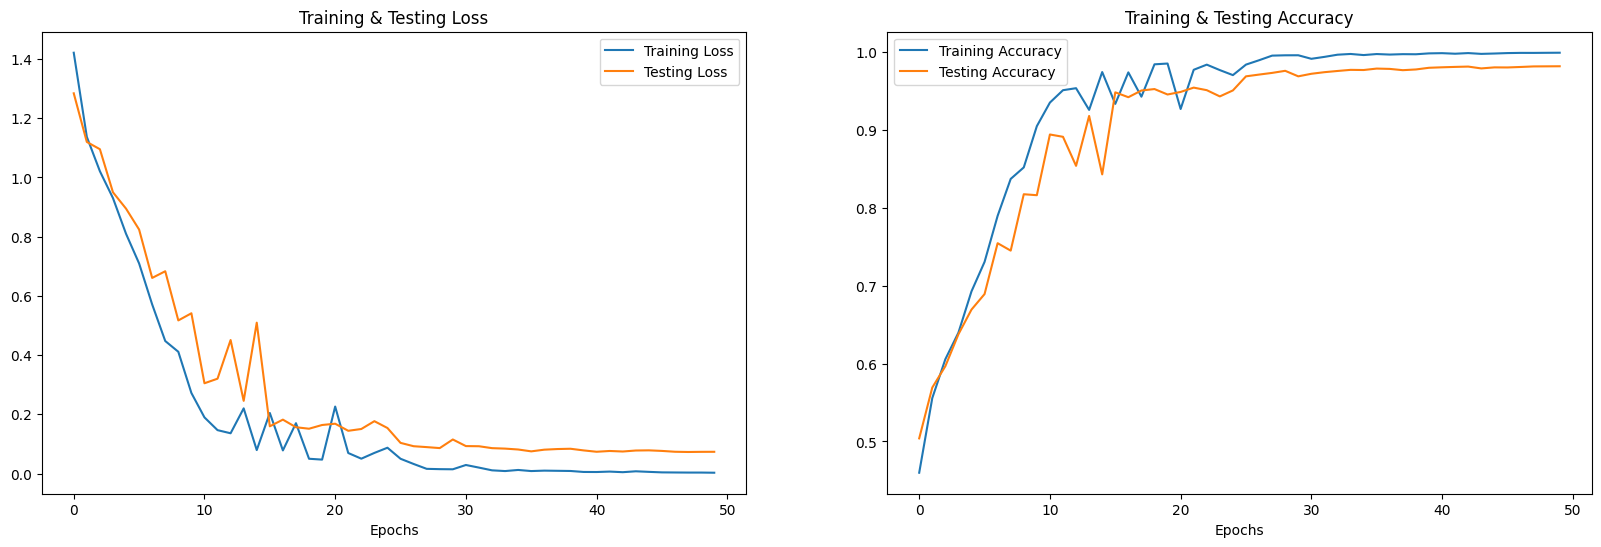 Training & Testing Loss
Training Loss
Testing Loss
1.4
1.2
1.0
0.8
0.6
0.4
0.2
0.0
0 10 20 30 40 50
Epochs
Training & Testing Accuracy
Training Accuracy
Testing Accuracy
1.0
0.9
0.8
0.7
0.6
0.5
0 10 20 30 40 50
Epochs